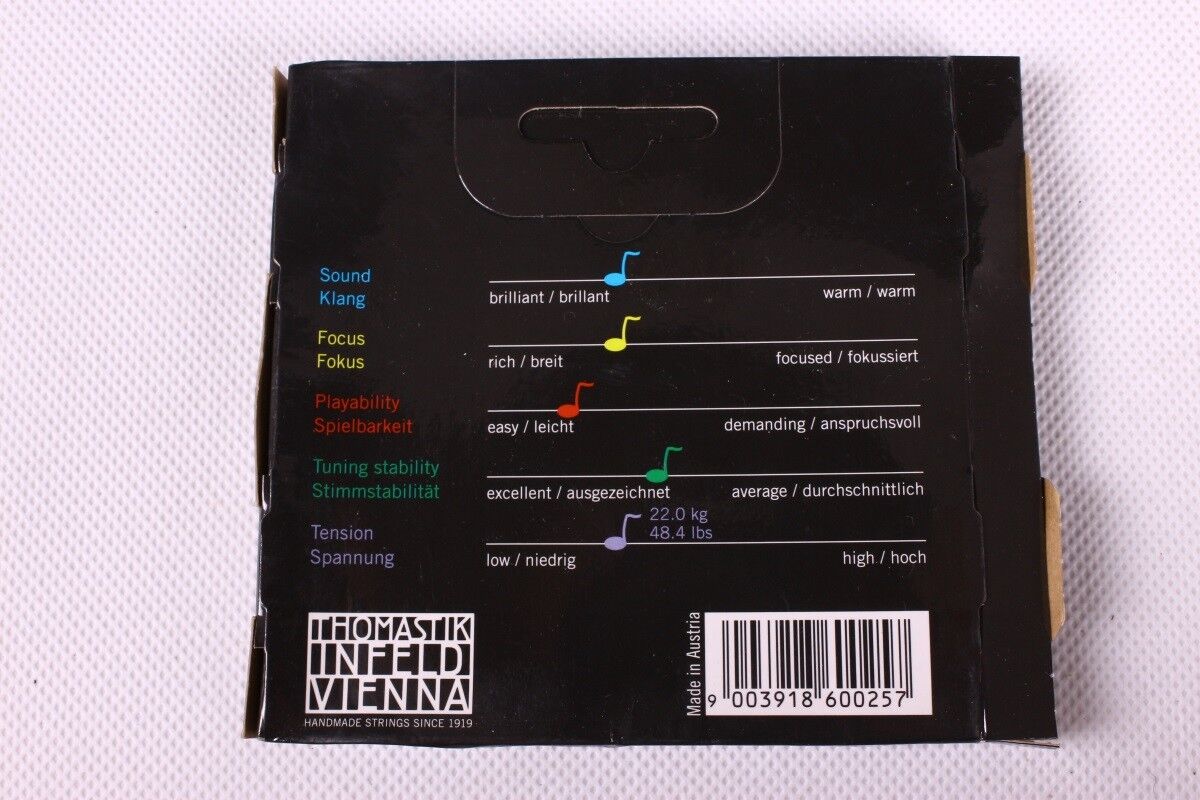 Sound
Klang
brilliant / brillant
warm / warm
Focus
Fokus
rich / breit
focused / fokussiert
Playability
Spielbarkeit
easy / leicht
demanding / anspruchsvoll
Tuning stability
Stimmstabilität
excellent / ausgezeichnet
average / durchschnittlich
Tension
Spannung
22.0 kg
48.4 lbs
low / niedrig
high / hoch
THOMASTIK
INFELD
VIENNA
HANDMADE STRINGS SINCE 1919
Made in Austria
9 003918 600257